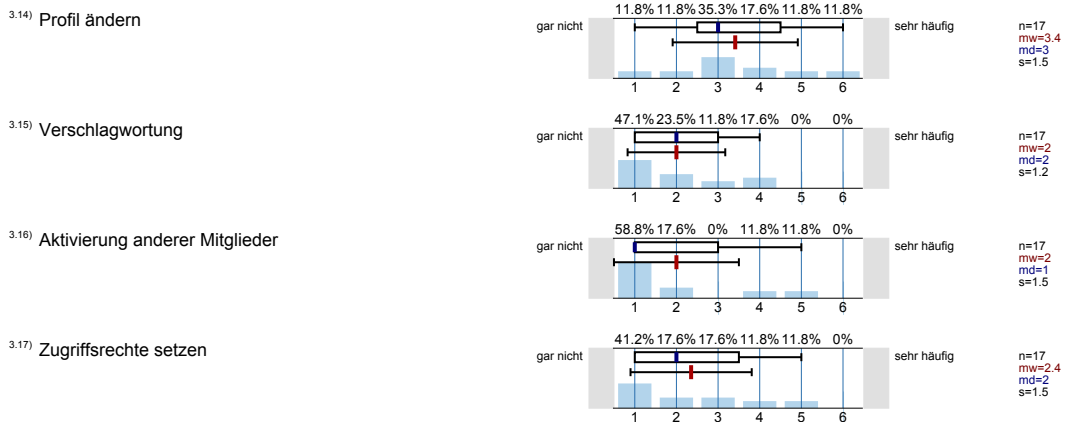 3.14) Profil ändern
11.8% 11.8% 35.3% 17.6% 11.8% 11.8%
gar nicht
sehr häufig
n=17
mw=3.4
md=3
s=1.5
1 2 3 4 5 6
3.15) Verschlagwortung
47.1% 23.5% 11.8% 17.6% 0% 0%
gar nicht
sehr häufig
n=17
mw=2
md=2
s=1.2
1 2 3 4 5 6
3.16) Aktivierung anderer Mitglieder
58.8% 17.6% 0% 11.8% 11.8% 0%
gar nicht
sehr häufig
n=17
mw=2
md=1
s=1.5
1 2 3 4 5 6
3.17) Zugriffsrechte setzen
41.2% 17.6% 17.6% 11.8% 11.8% 0%
gar nicht
sehr häufig
n=17
mw=2.4
md=2
s=1.5
1 2 3 4 5 6